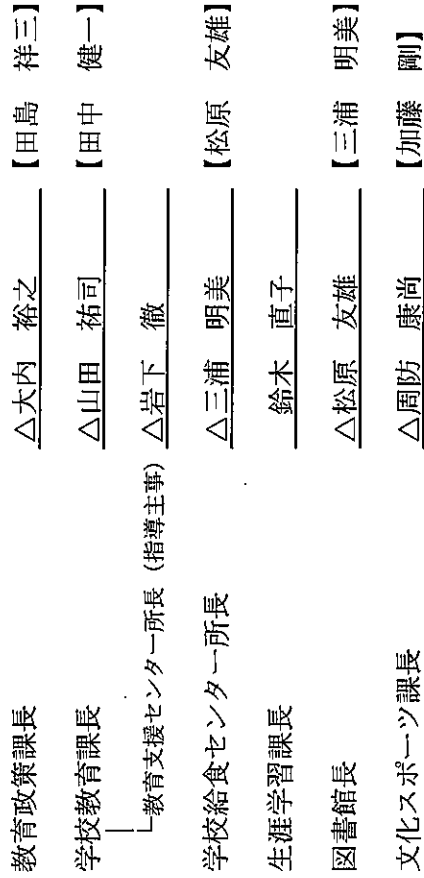 教育政策課長 △大内 裕之 【田島 祥三】
学校教育課長 △山田 祐司 【田中 健一】
教育支援センター所長(指導主事) △岩下 徹
学校給食センター所長 △三浦 明美 【松原 友雄】
生涯学習課長 鈴木 直子
図書館長 △松原 友雄 【三浦 明美】
文化スポーツ課長 △周防 康尚 【加藤 剛】